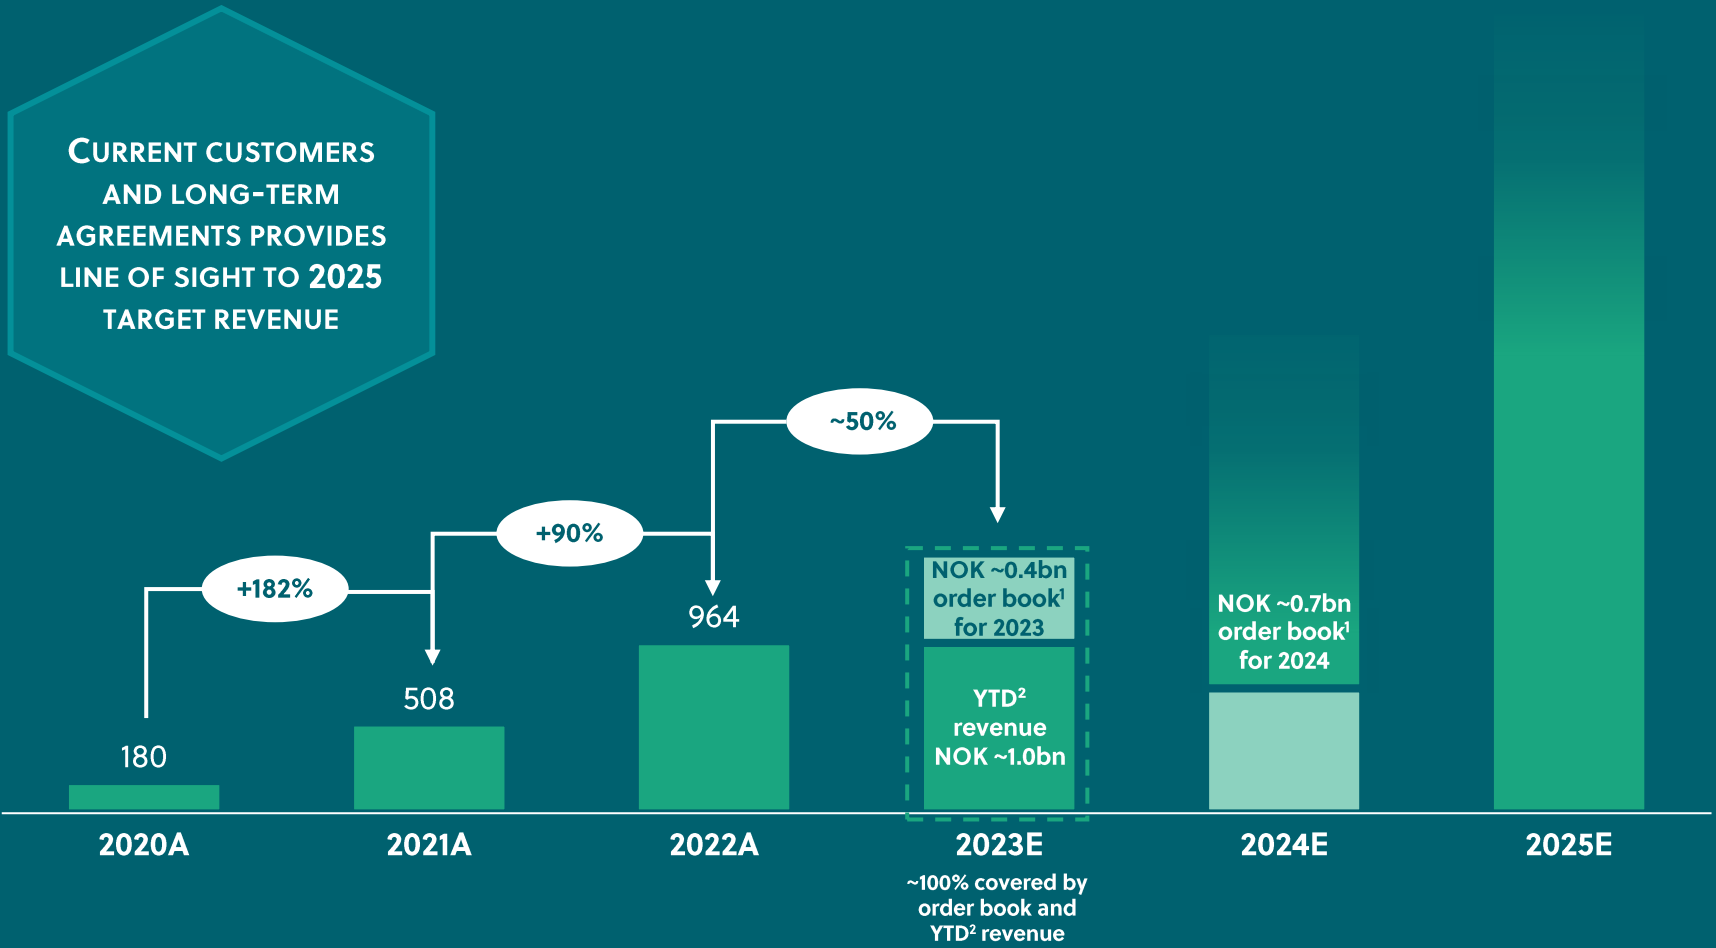 CURRENT CUSTOMERS
AND LONG-TERM
AGREEMENTS PROVIDES
LINE OF SIGHT TO 2025
TARGET REVENUE
~50%
+90%
+182%
NOK ~0.4bn
order book¹
for 2023
NOK ~0.7bn
order book¹
for 2024
964
508
180
YTD²
revenue
NOK ~1.0bn
2020A
2021A
2022A
2023E
2024E
2025E
~100% covered by
order book and
YTD² revenue